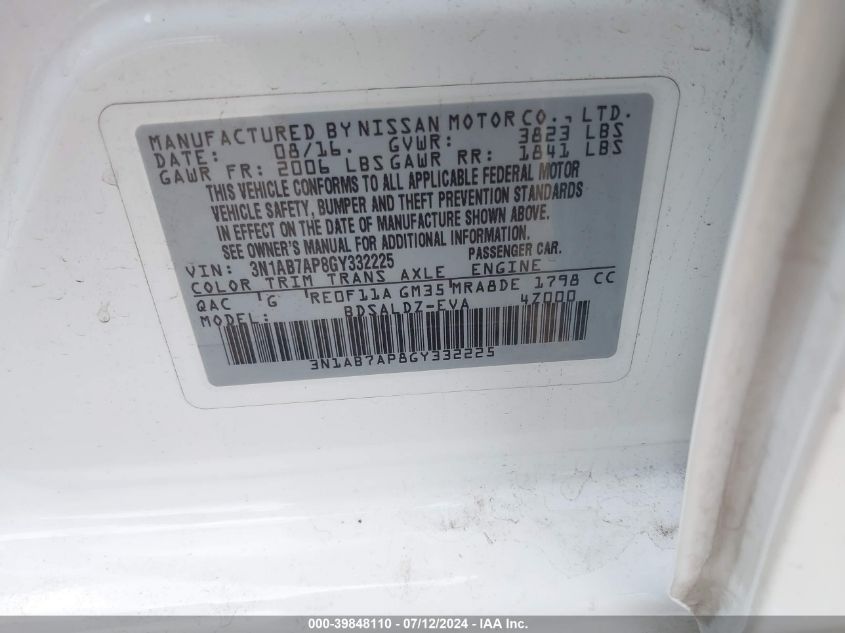 MANUFACTURED BY NISSAN MOTOR CO., LTD.
DATE: 08/16. GVWR: 3823 LBS
GAWR FR: 2006 LBS GAWR RR: 1841 LBS
THIS VEHICLE CONFORMS TO ALL APPLICABLE FEDERAL MOTOR
VEHICLE SAFETY, BUMPER AND THEFT PREVENTION STANDARDS
IN EFFECT ON THE DATE OF MANUFACTURE SHOWN ABOVE.
SEE OWNER'S MANUAL FOR ADDITIONAL INFORMATION.
VIN: 3N1AB7AP8GY332225 PASSENGER CAR.
COLOR TRIM TRANS AXLE ENGINE
QAC G RE0F11A GM35 MRA8DE 1798 CC
MODEL: BDSALDZ-EVA 4Z000
3N1AB7AP8GY332225
000-39848110 - 07/12/2024 - IAA Inc.